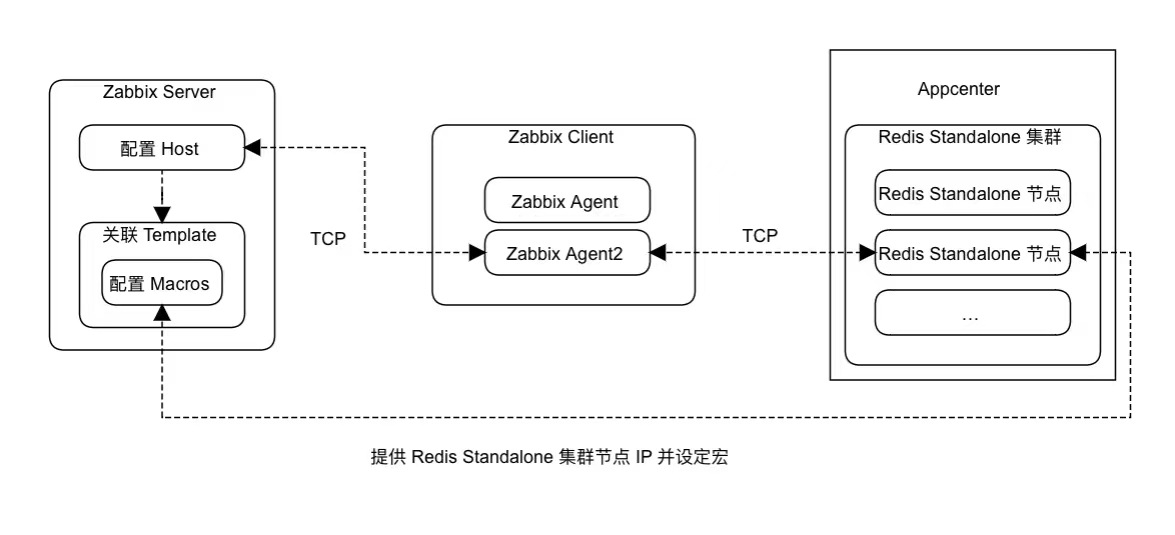 Zabbix Server
配置 Host
关联 Template
配置 Macros
TCP
Zabbix Client
Zabbix Agent
Zabbix Agent2
TCP
Appcenter
Redis Standalone 集群
Redis Standalone 节点
Redis Standalone 节点
...
提供 Redis Standalone 集群节点 IP 并设定宏